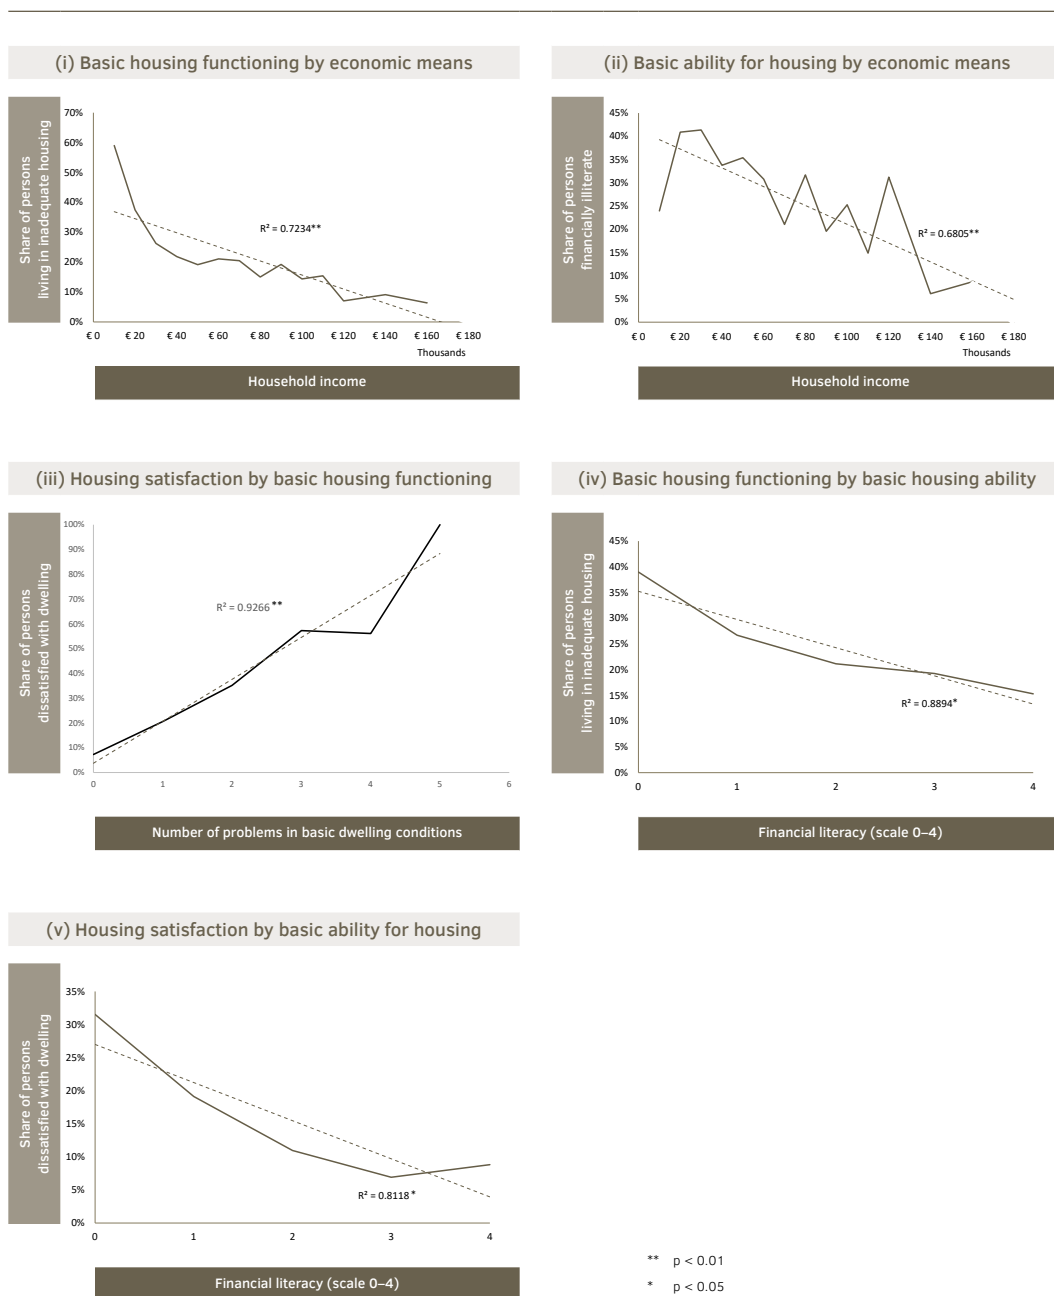 (i) Basic housing functioning by economic means
Share of persons
living in inadequate housing
70%
60%
50%
40%
30%
20%
10%
0%
R² = 0.7234**
€ 0 € 20 € 40 € 60 € 80 € 100 € 120 € 140 € 160 € 180
Thousands
Household income
(ii) Basic ability for housing by economic means
Share of persons
financially illiterate
45%
40%
35%
30%
25%
20%
15%
10%
5%
0%
R² = 0.6805**
€ 0 € 20 € 40 € 60 € 80 € 100 € 120 € 140 € 160 € 180
Thousands
Household income
(iii) Housing satisfaction by basic housing functioning
Share of persons
dissatisfied with dwelling
100%
90%
80%
70%
60%
50%
40%
30%
20%
10%
0%
R² = 0.9266**
0 1 2 3 4 5 6
Number of problems in basic dwelling conditions
(iv) Basic housing functioning by basic housing ability
Share of persons
living in inadequate housing
45%
40%
35%
30%
25%
20%
15%
10%
5%
0%
R² = 0.8894*
0 1 2 3 4
Financial literacy (scale 0–4)
(v) Housing satisfaction by basic ability for housing
Share of persons
dissatisfied with dwelling
35%
30%
25%
20%
15%
10%
5%
0%
R² = 0.8118*
0 1 2 3 4
Financial literacy (scale 0–4)
** p < 0.01
* p < 0.05